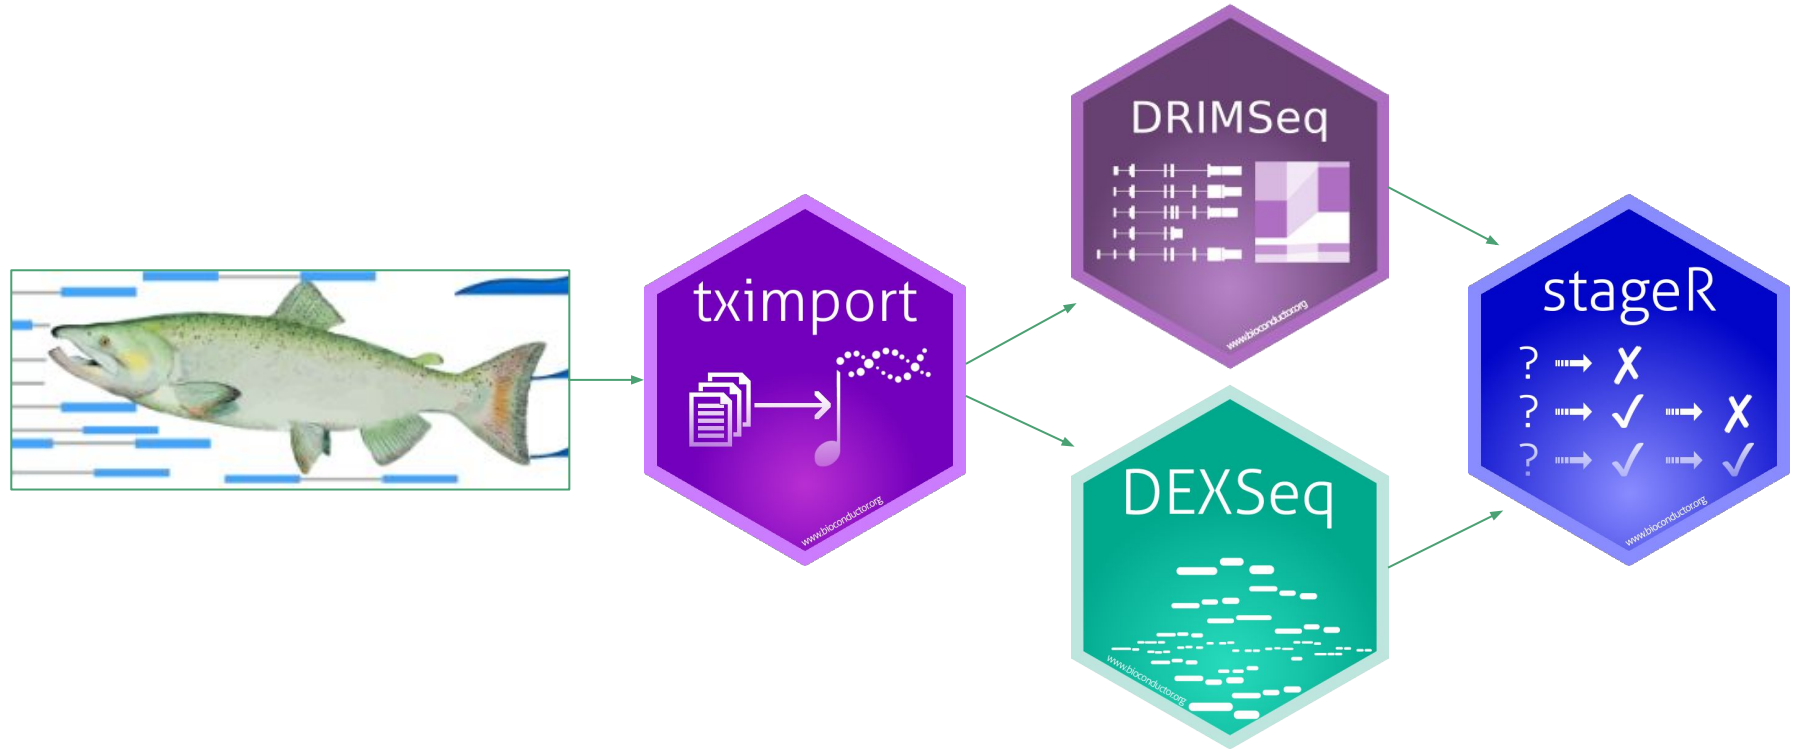 tximport
www.bioconductor.org
DRIMSeq
www.bioconductor.org
DEXSeq
www.bioconductor.org
stageR
? ✗
? ✓ ✗
? ✓ ✓
www.bioconductor.org